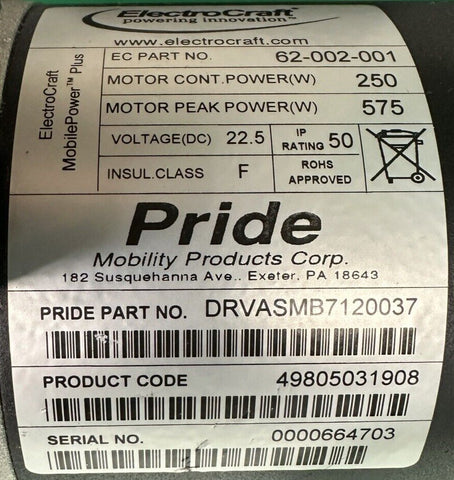 ElectroCraft
powering innovation™
www.electrocraft.com
ElectroCraft
MobilePower™ Plus
EC PART NO. 62-002-001
MOTOR CONT.POWER(W) 250
MOTOR PEAK POWER(W) 575
VOLTAGE(DC) 22.5 IP RATING 50
INSUL.CLASS F ROHS APPROVED
Pride
Mobility Products Corp.
182 Susquehanna Ave.. Exeter, PA 18643
PRIDE PART NO. DRVASMB7120037
PRODUCT CODE 49805031908
SERIAL NO. 0000664703